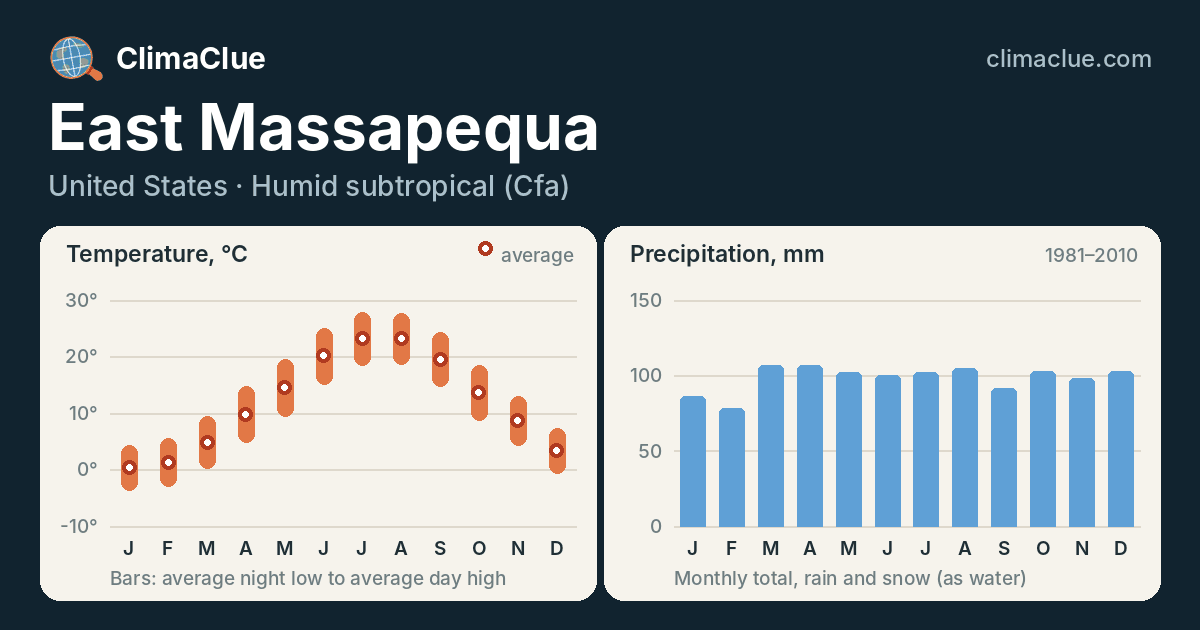 ClimaClue
climaclue.com
East Massapequa
United States · Humid subtropical (Cfa)
Temperature, °C
average
30°
20°
10°
0°
-10°
J F M A M J J A S O N D
Bars: average night low to average day high
Precipitation, mm
1981–2010
150
100
50
0
J F M A M J J A S O N D
Monthly total, rain and snow (as water)